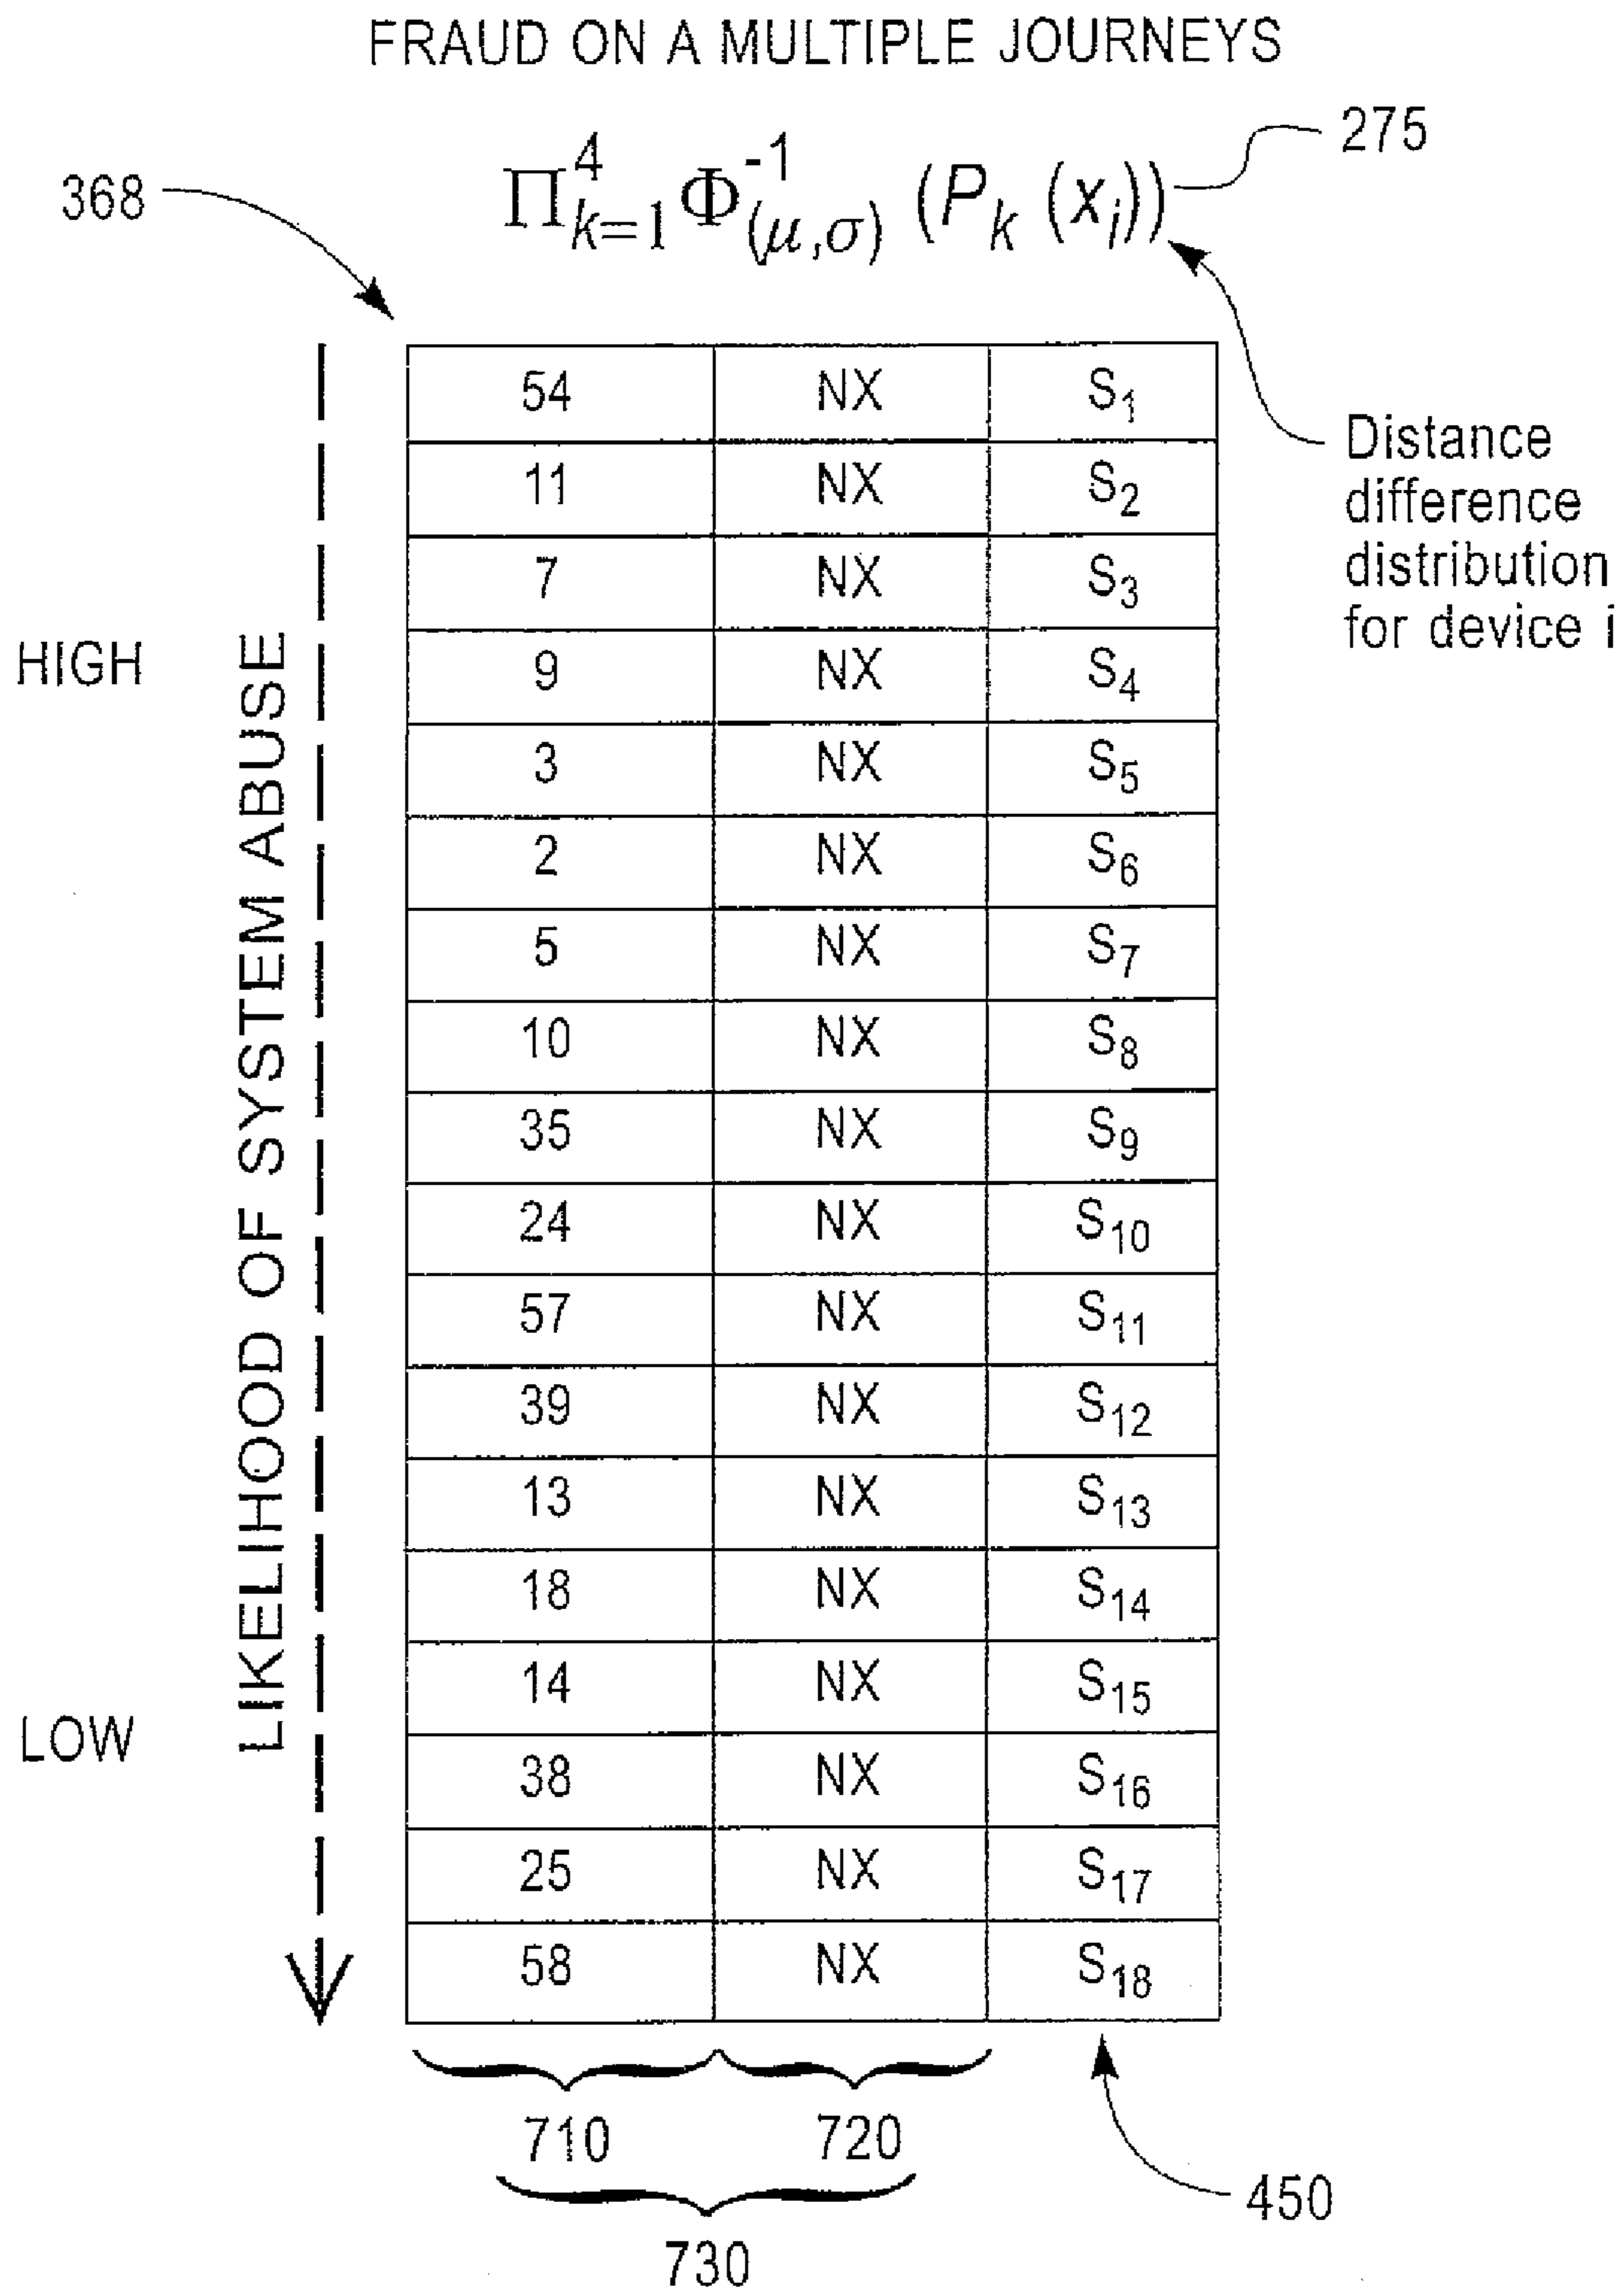 FRAUD ON A MULTIPLE JOURNEYS
275
368
Π⁴ₖ₌₁ Φ⁻¹₍μ,σ₎ (Pₖ (xᵢ))
Distance
difference
distribution
for device i
HIGH
LIKELIHOOD OF SYSTEM ABUSE
LOW
54 NX S₁
11 NX S₂
7 NX S₃
9 NX S₄
3 NX S₅
2 NX S₆
5 NX S₇
10 NX S₈
35 NX S₉
24 NX S₁₀
57 NX S₁₁
39 NX S₁₂
13 NX S₁₃
18 NX S₁₄
14 NX S₁₅
38 NX S₁₆
25 NX S₁₇
58 NX S₁₈
710 720
450
730